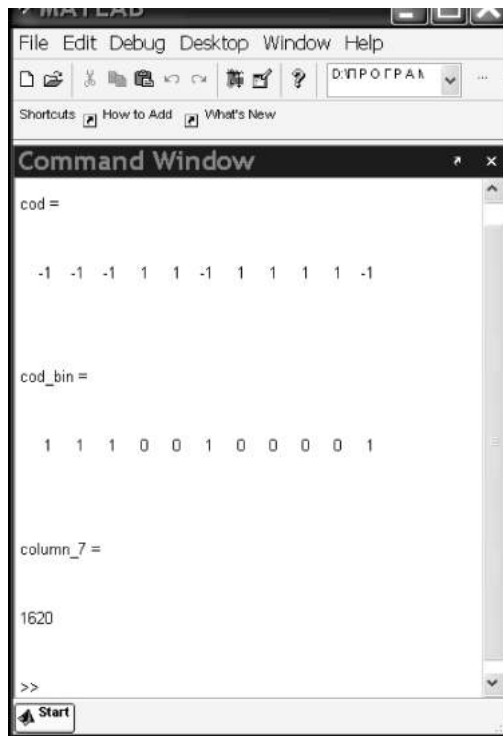 MATLAB
File Edit Debug Desktop Window Help
D:\ПРОГРАМ ...
Shortcuts How to Add What's New
Command Window
cod =
-1 -1 -1 1 1 -1 1 1 1 1 -1
cod_bin =
1 1 1 0 0 1 0 0 0 0 1
column_7 =
1620
>>
Start